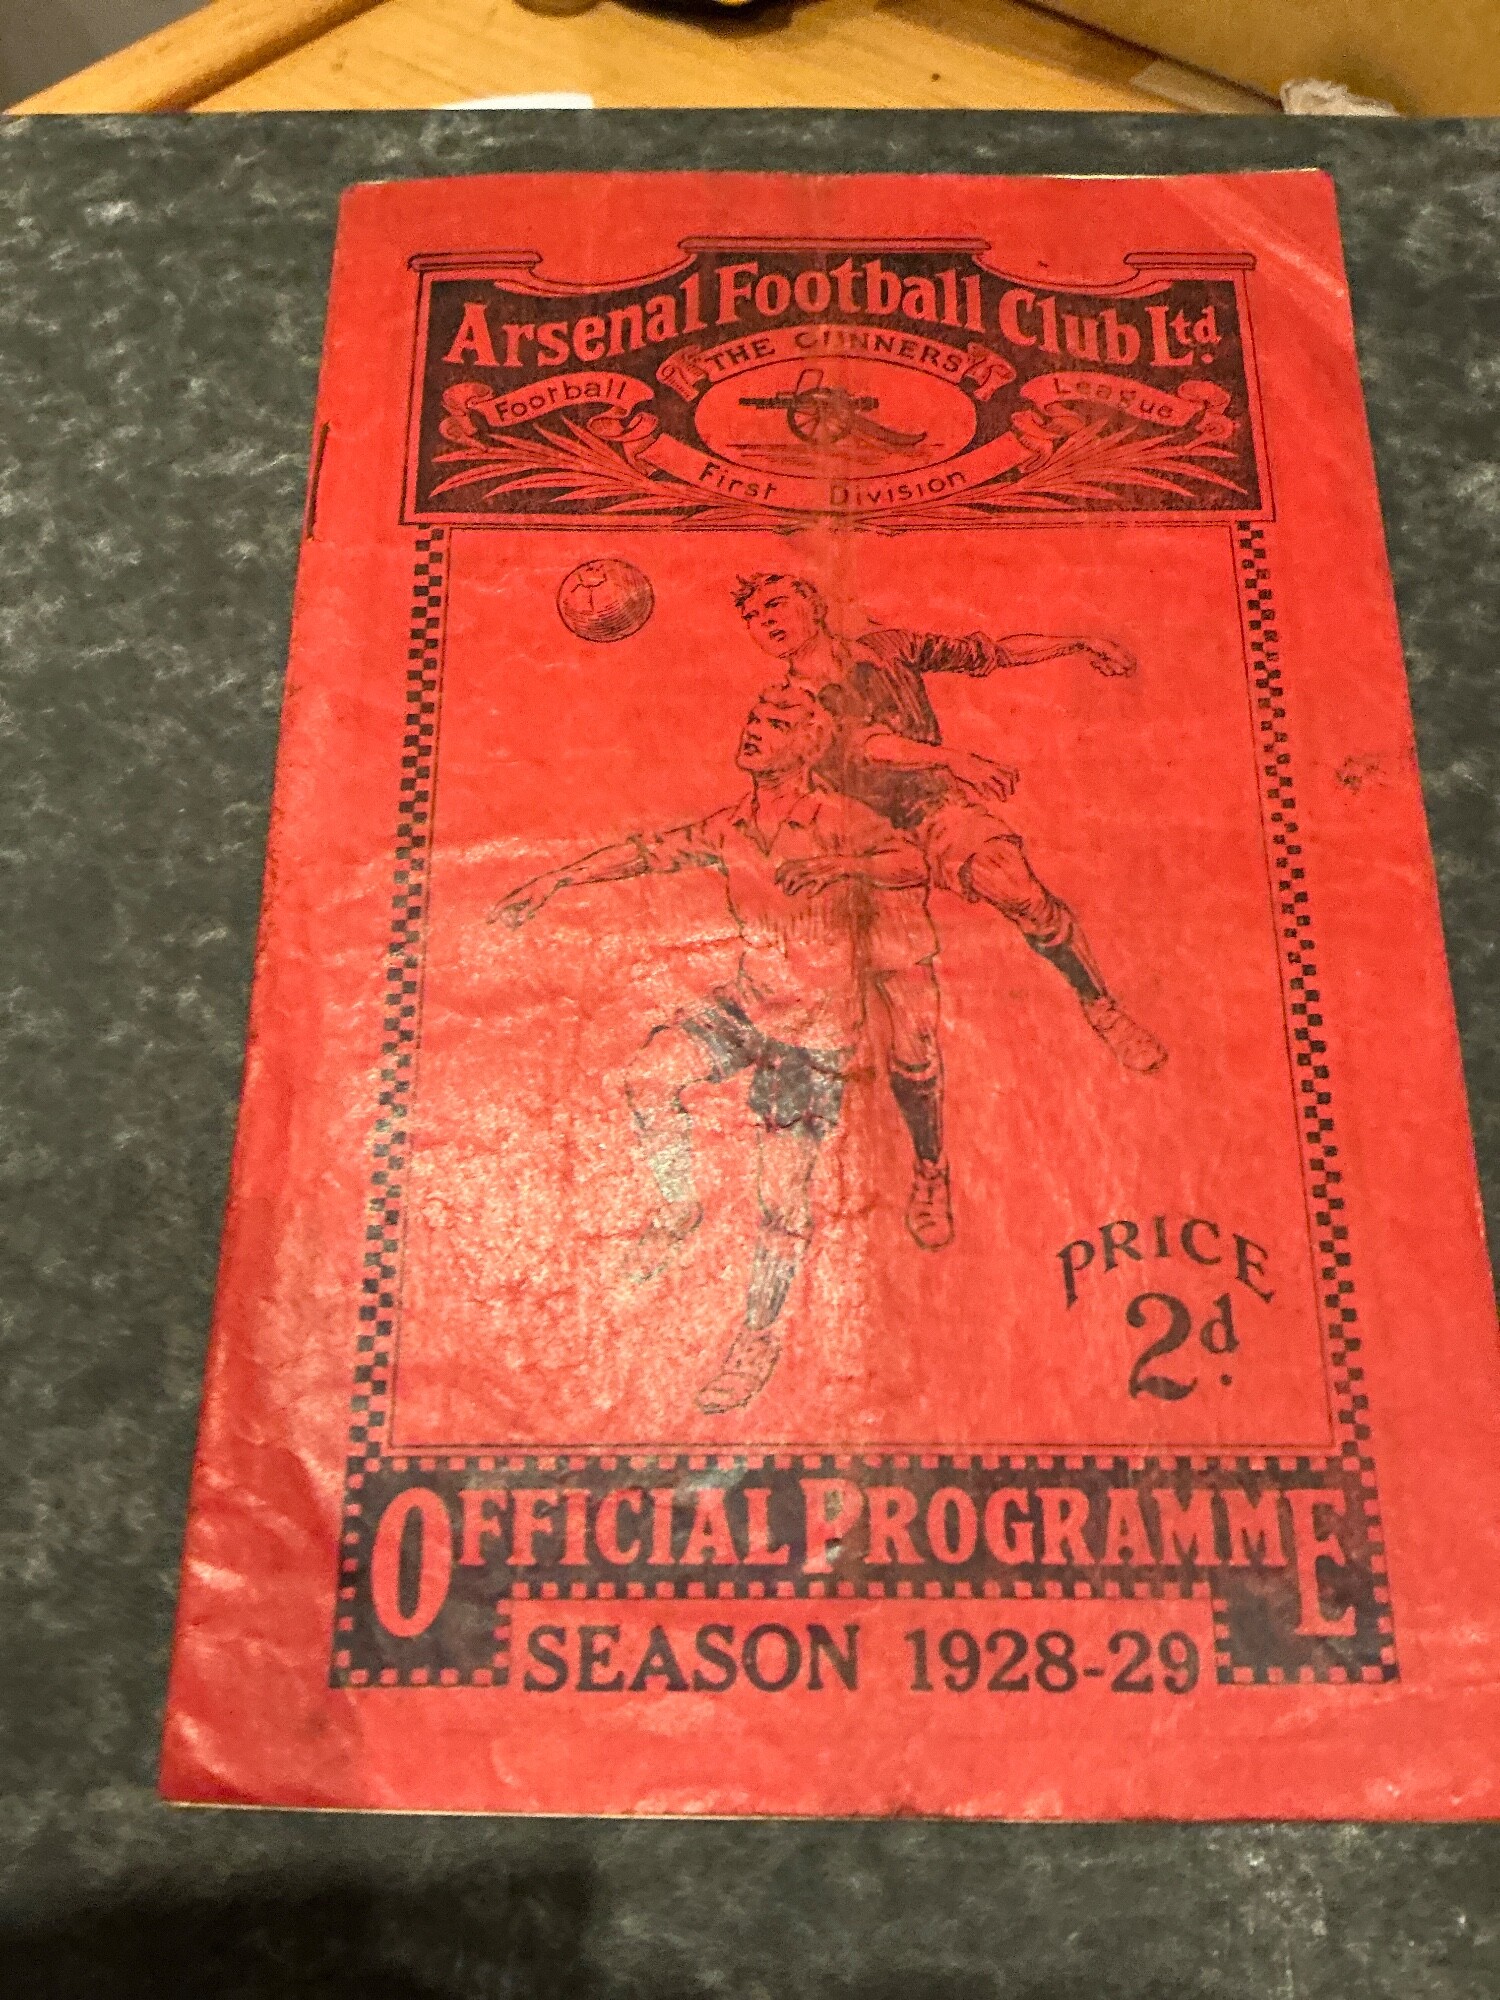 Arsenal Football Club Ltd.
THE GUNNERS
Football League
First Division
PRICE
2d.
OFFICIAL PROGRAMME
SEASON 1928-29